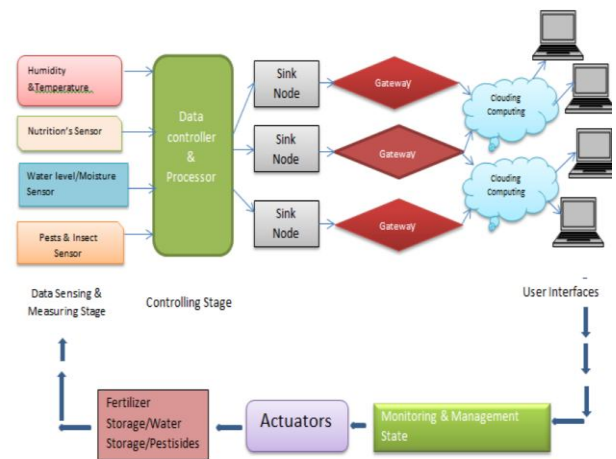 Humidity
&Temperature
Nutrition's Sensor
Water level/Moisture
Sensor
Pests & Insect
Sensor
Data
controller
&
Processor
Sink
Node
Sink
Node
Sink
Node
Gateway
Gateway
Gateway
Clouding
Computing
Clouding
Computing
Data Sensing &
Measuring Stage
Controlling Stage
User Interfaces
Fertilizer
Storage/Water
Storage/Pestisides
Actuators
Monitoring & Management
State